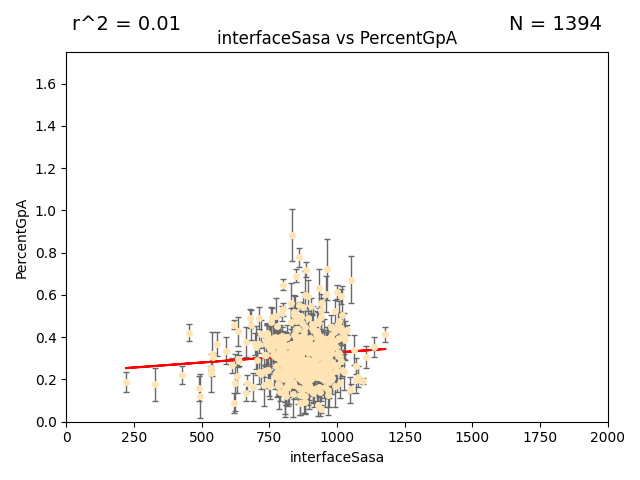 r^2 = 0.01
N = 1394
interfaceSasa vs PercentGpA
PercentGpA
1.6
1.4
1.2
1.0
0.8
0.6
0.4
0.2
0.0
0 250 500 750 1000 1250 1500 1750 2000
interfaceSasa